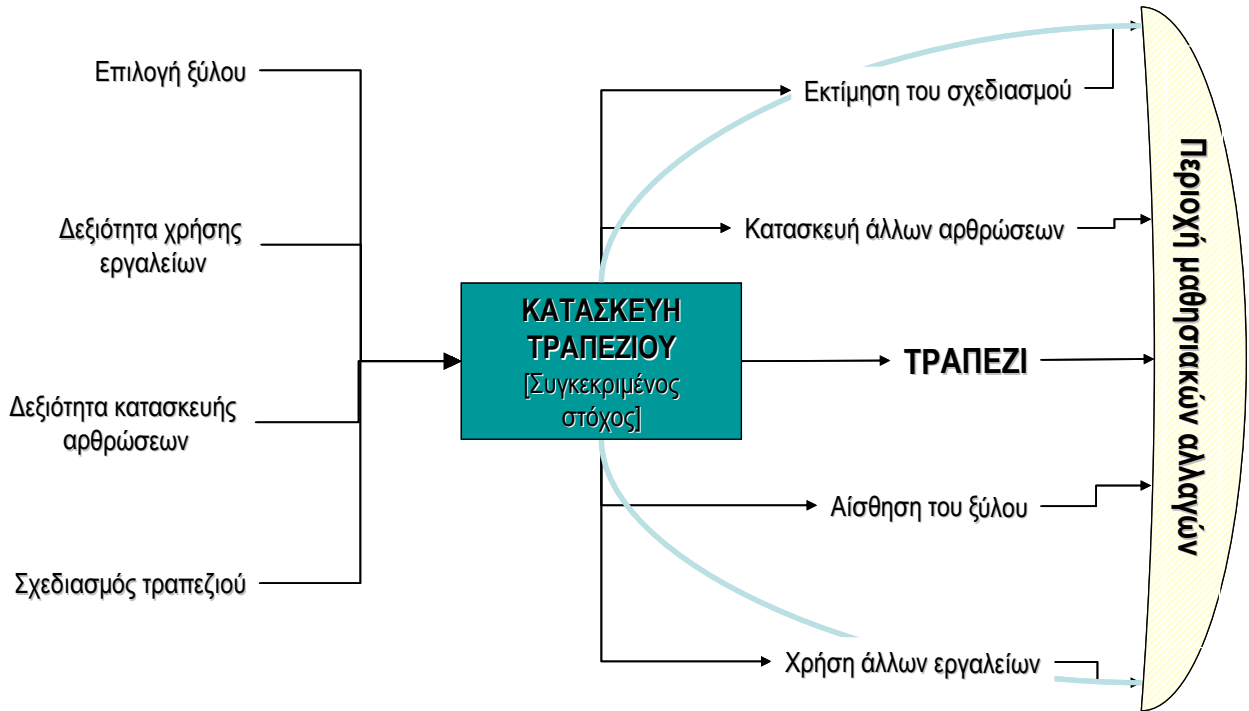 Επιλογή ξύλου
Δεξιότητα χρήσης
εργαλείων
Δεξιότητα κατασκευής
αρθρώσεων
Σχεδιασμός τραπεζιού
ΚΑΤΑΣΚΕΥΗ
ΤΡΑΠΕΖΙΟΥ
[Συγκεκριμένος
στόχος]
Εκτίμηση του σχεδιασμού
Κατασκευή άλλων αρθρώσεων
ΤΡΑΠΕΖΙ
Αίσθηση του ξύλου
Χρήση άλλων εργαλείων
Περιοχή μαθησιακών αλλαγών